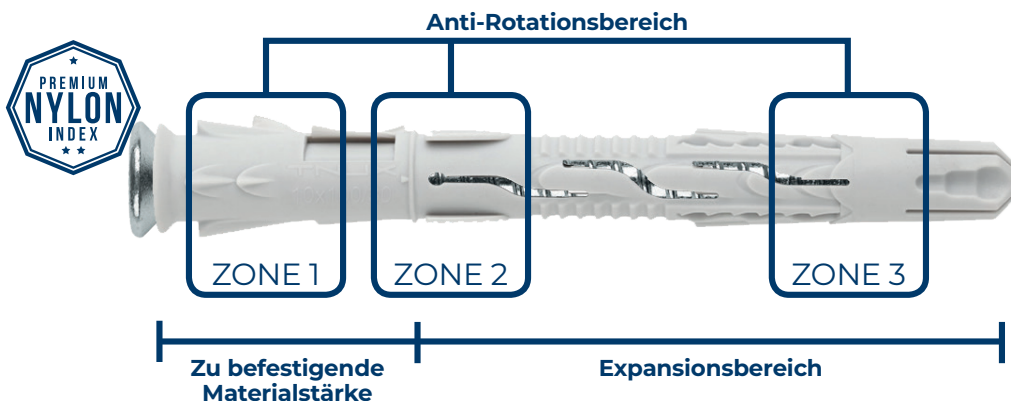 Anti-Rotationsbereich
PREMIUM
NYLON
INDEX
ZONE 1
ZONE 2
ZONE 3
Zu befestigende
Materialstärke
Expansionsbereich